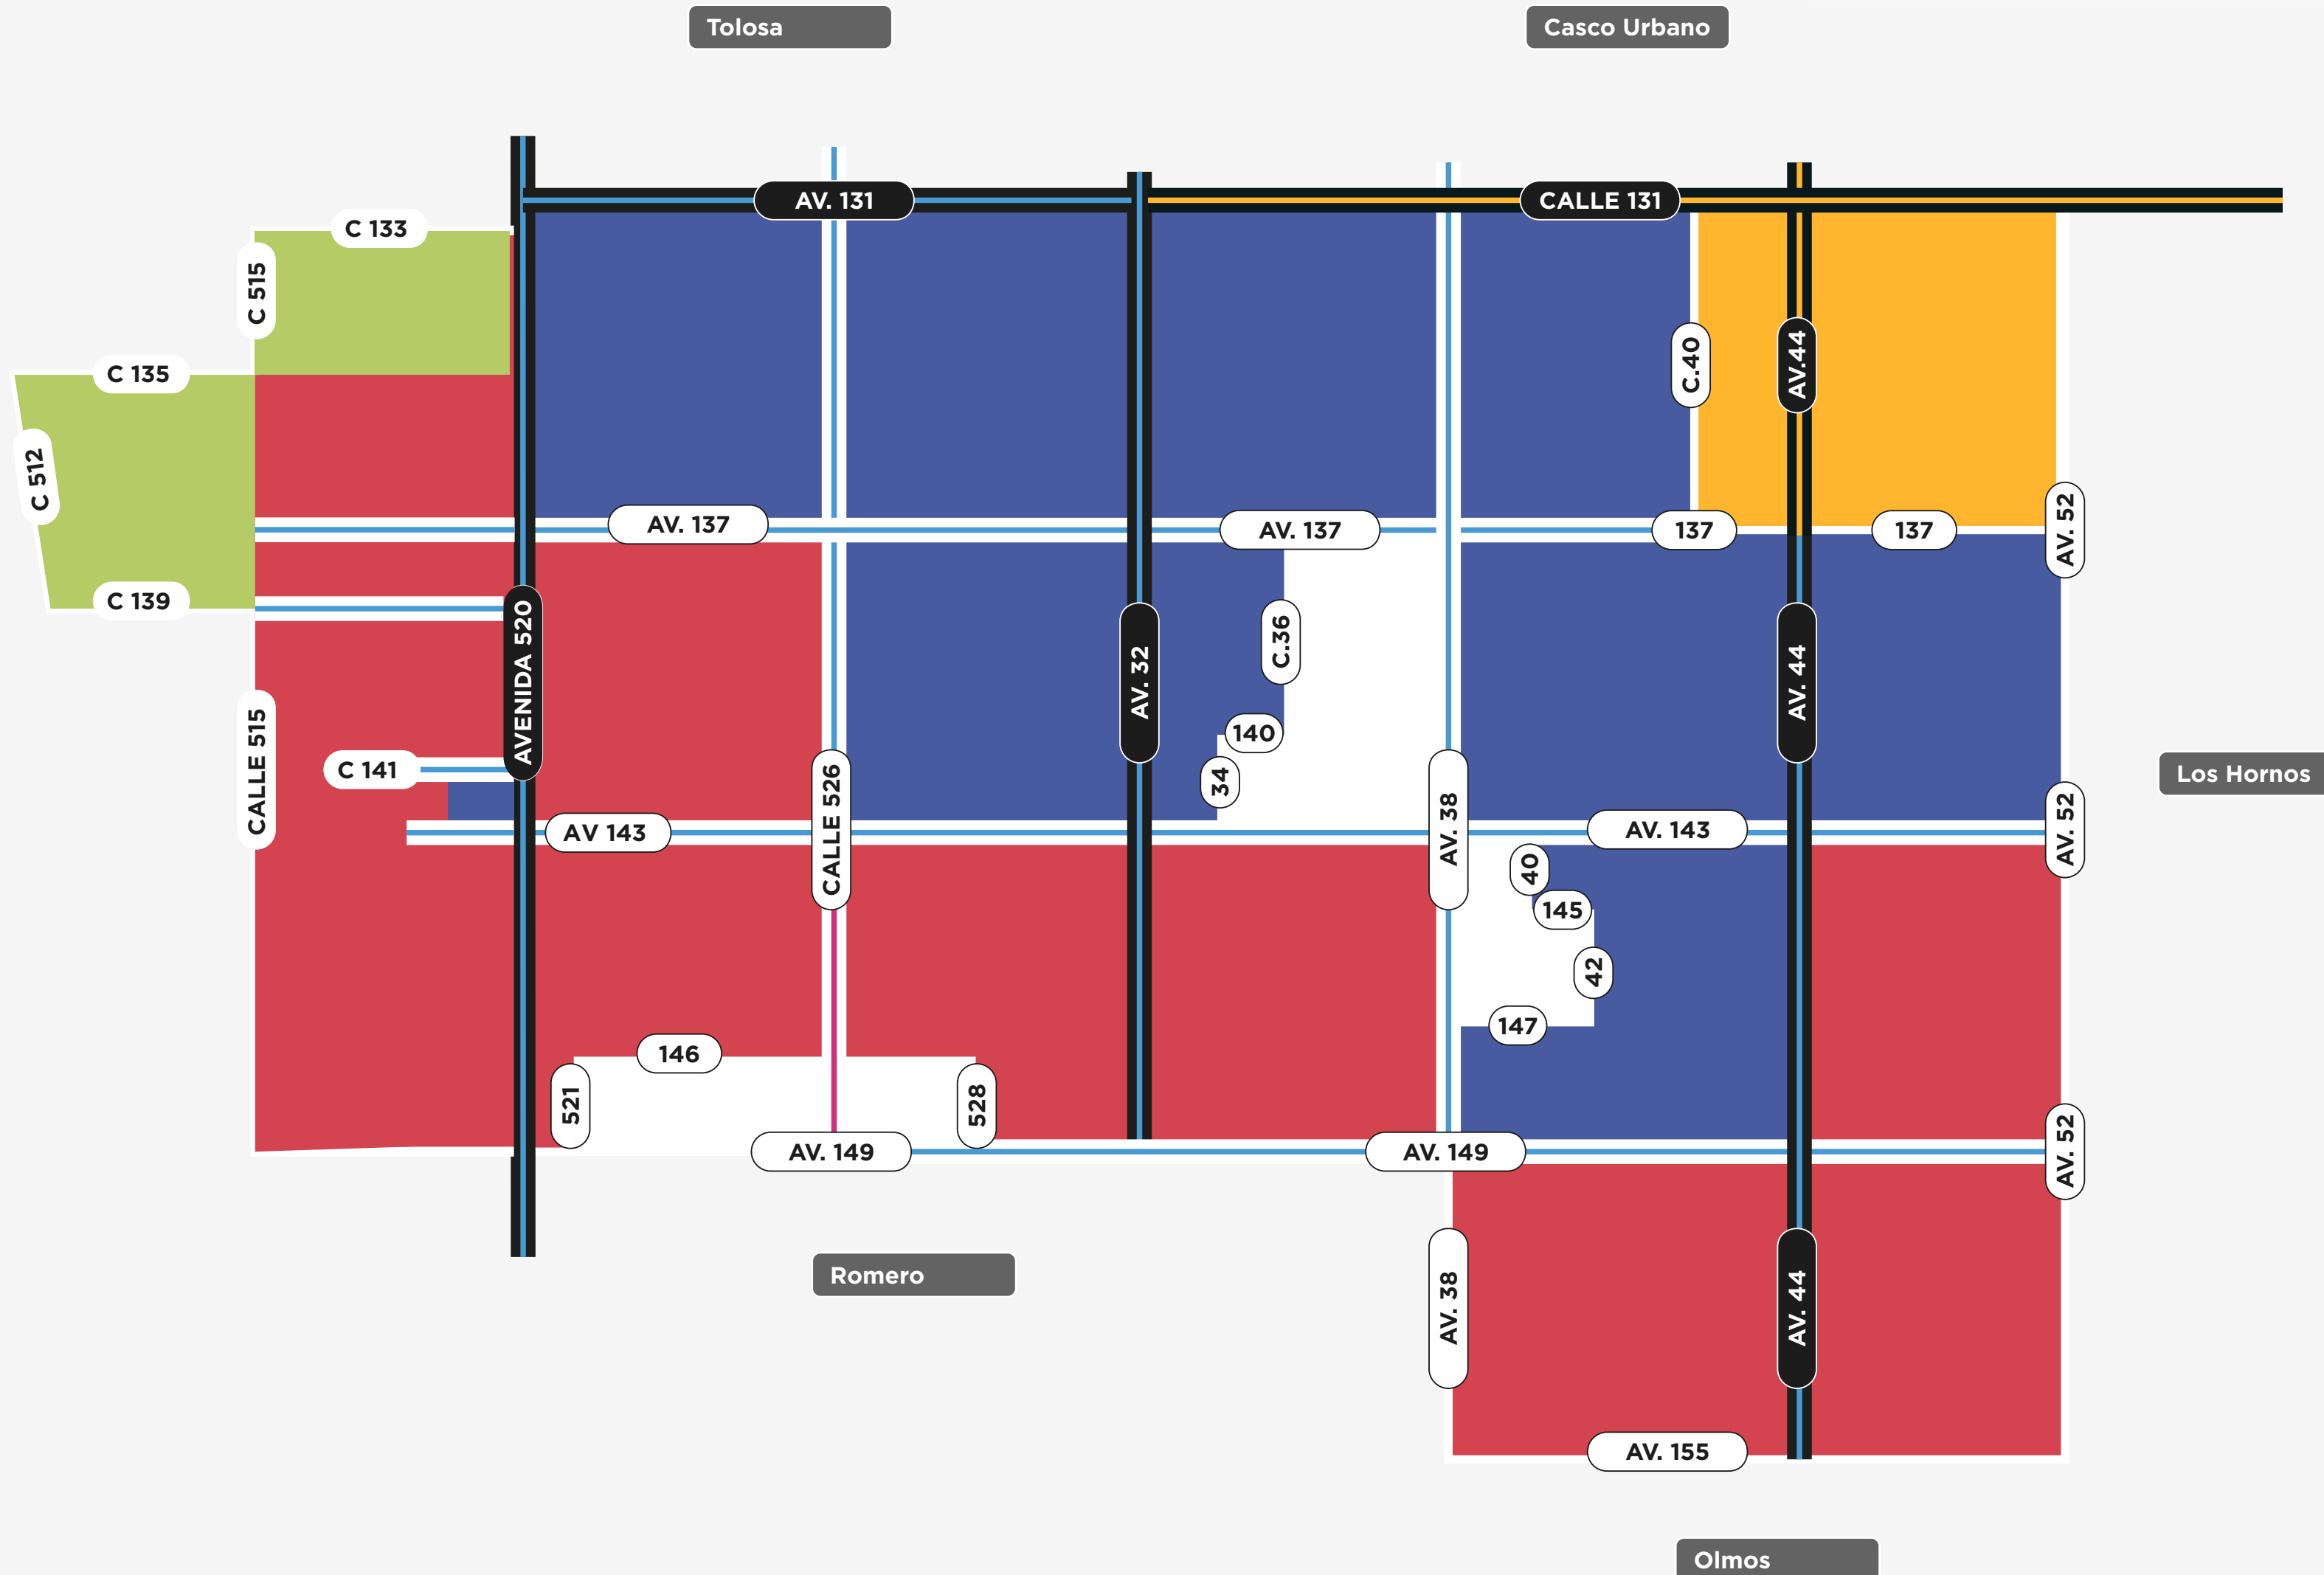 Tolosa
Casco Urbano
AV. 131
CALLE 131
C 133
C 515
C.40
AV.44
C 135
C 512
AV. 137
AV. 137
137
137
AV. 52
C 139
AVENIDA 520
C.36
AV. 32
AV. 44
140
34
CALLE 515
C 141
Los Hornos
AV 143
CALLE 526
AV. 38
AV. 143
AV. 52
40
145
42
147
146
521
528
AV. 149
AV. 149
AV. 52
Romero
AV. 38
AV. 44
AV. 155
Olmos